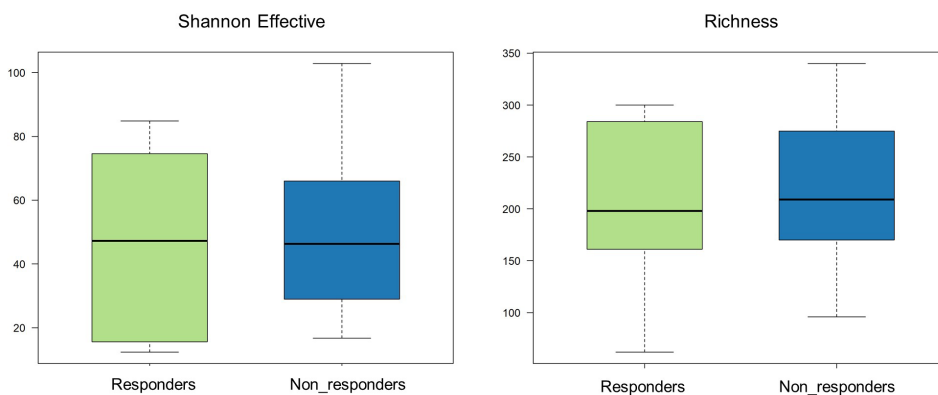 Shannon Effective
100
80
60
40
20
Responders
Non_responders
Richness
350
300
250
200
150
100
Responders
Non_responders